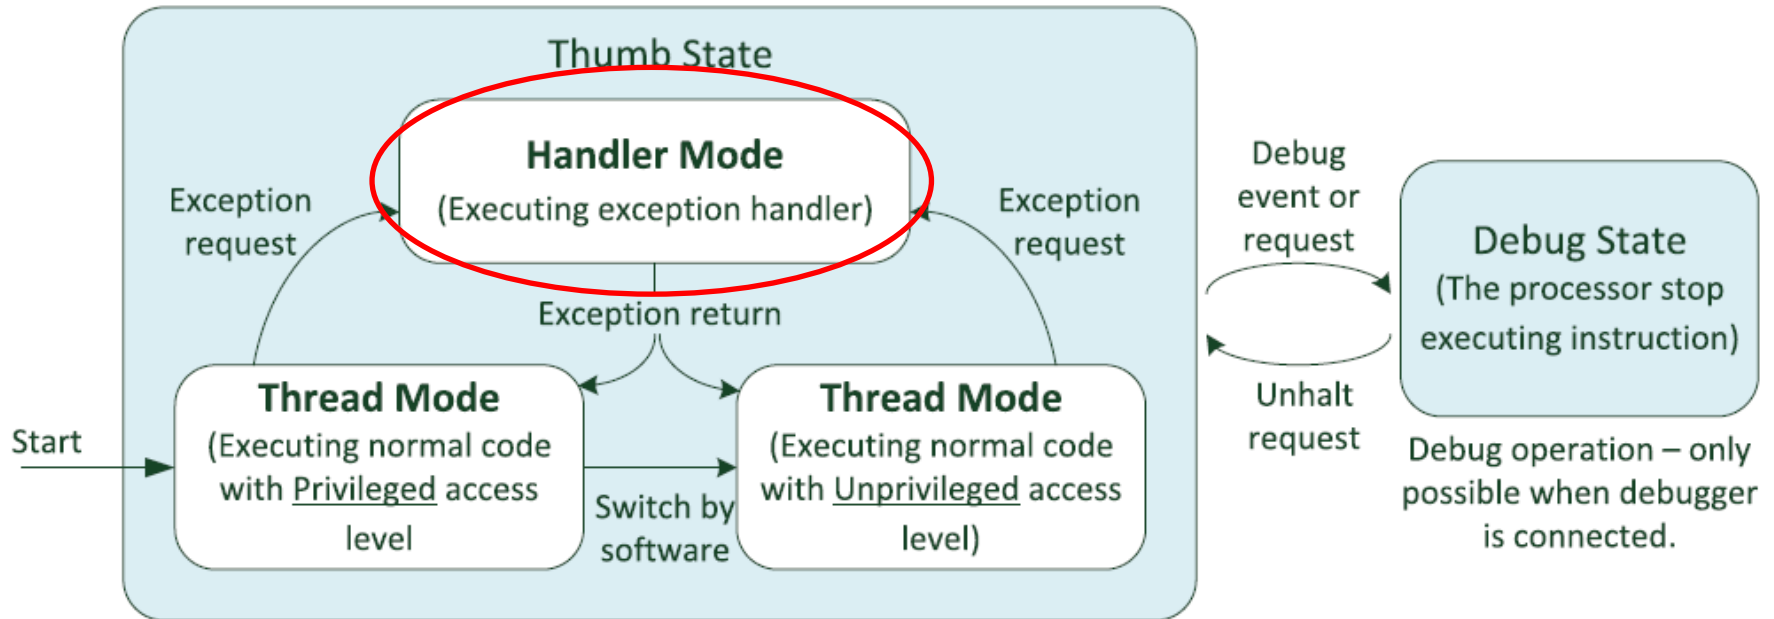 Thumb State
Handler Mode
(Executing exception handler)
Exception
request
Exception
request
Exception return
Start
Thread Mode
(Executing normal code
with Privileged access
level
Switch by
software
Thread Mode
(Executing normal code
with Unprivileged access
level)
Debug
event or
request
Unhalt
request
Debug State
(The processor stop
executing instruction)
Debug operation – only
possible when debugger
is connected.